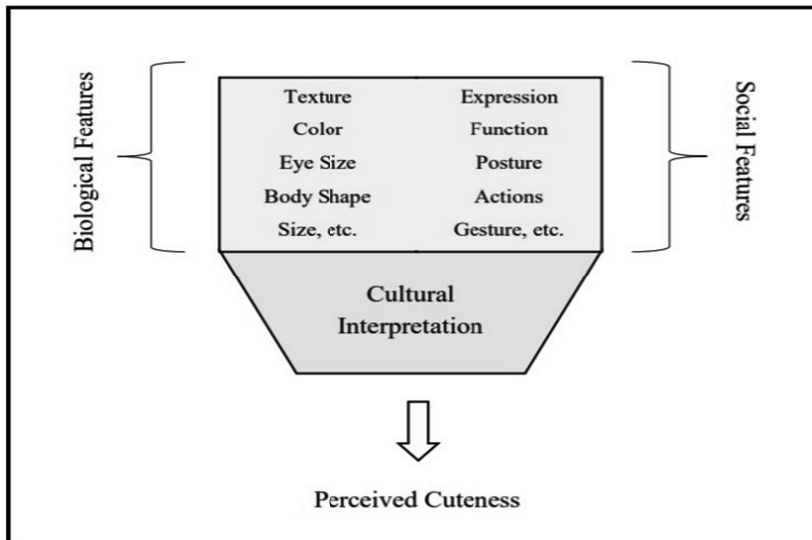 Biological Features
Texture
Color
Eye Size
Body Shape
Size, etc.
Expression
Function
Posture
Actions
Gesture, etc.
Social Features
Cultural
Interpretation
Perceived Cuteness